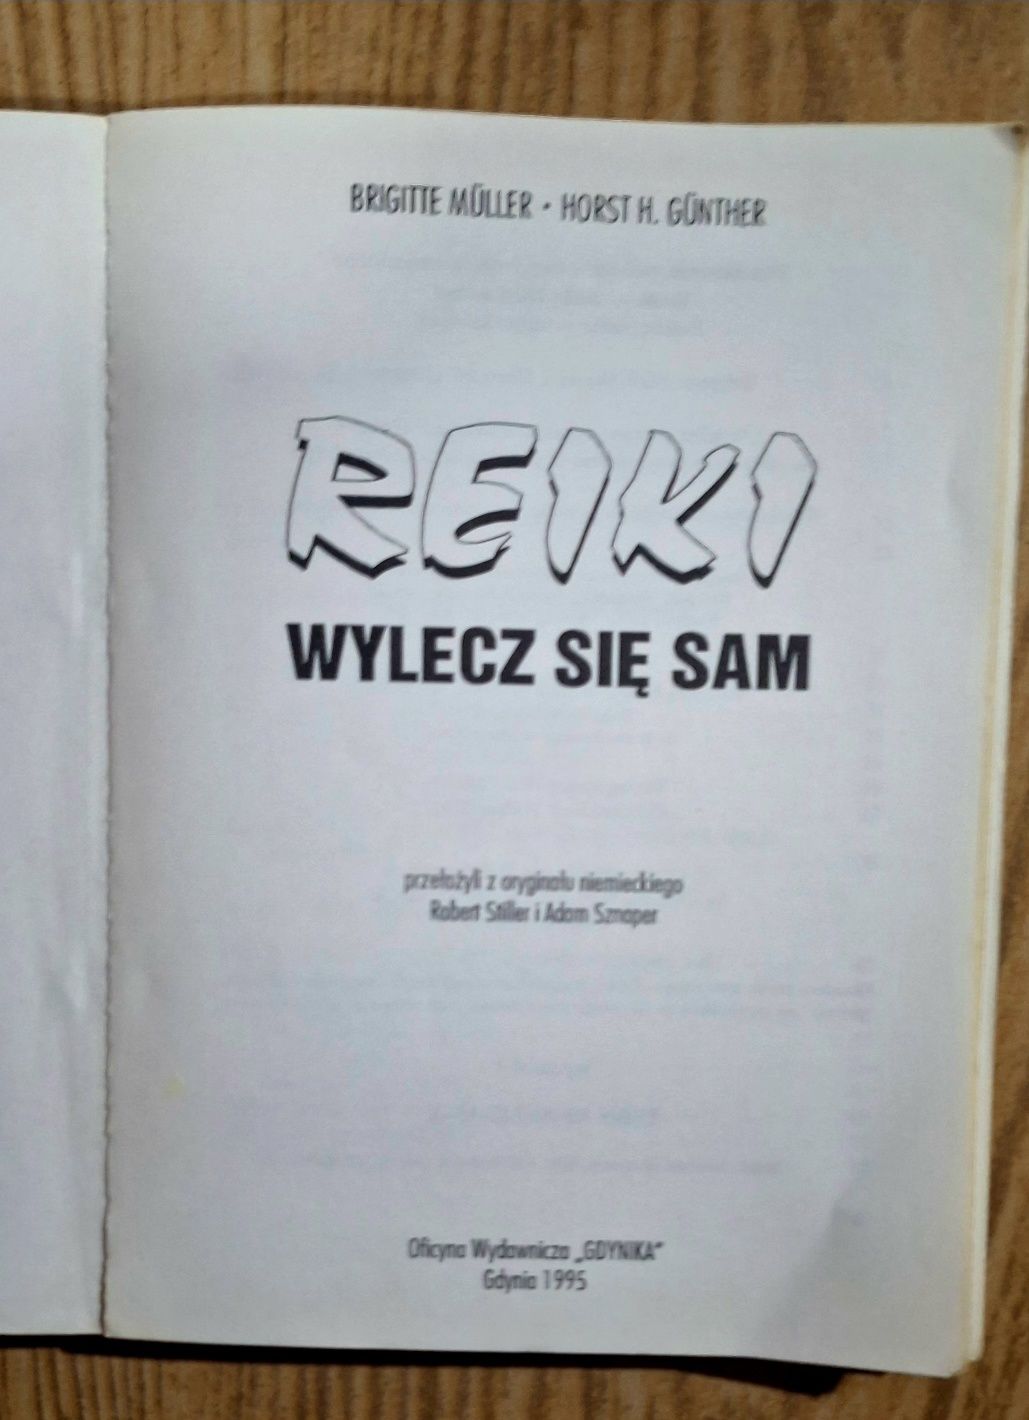 BRIGITTE MÜLLER • HORST H. GÜNTHER
REIKI
WYLECZ SIĘ SAM
przełożyli z oryginału niemieckiego
Robert Stiller i Adam Sznaper
Oficyna Wydawnicza „GDYNIKA”
Gdynia 1995